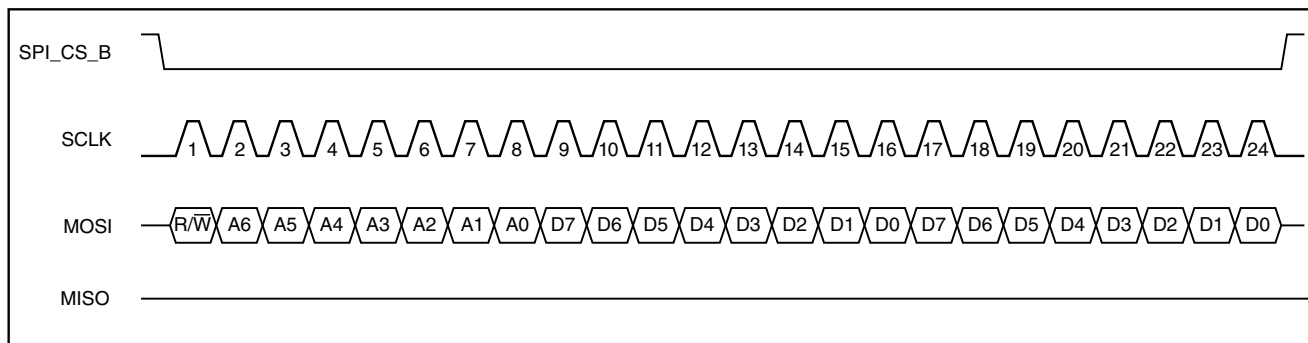 SPI_CS_B
SCLK
1 2 3 4 5 6 7 8 9 10 11 12 13 14 15 16 17 18 19 20 21 22 23 24
MOSI
R/W̅ A6 A5 A4 A3 A2 A1 A0 D7 D6 D5 D4 D3 D2 D1 D0 D7 D6 D5 D4 D3 D2 D1 D0
MISO